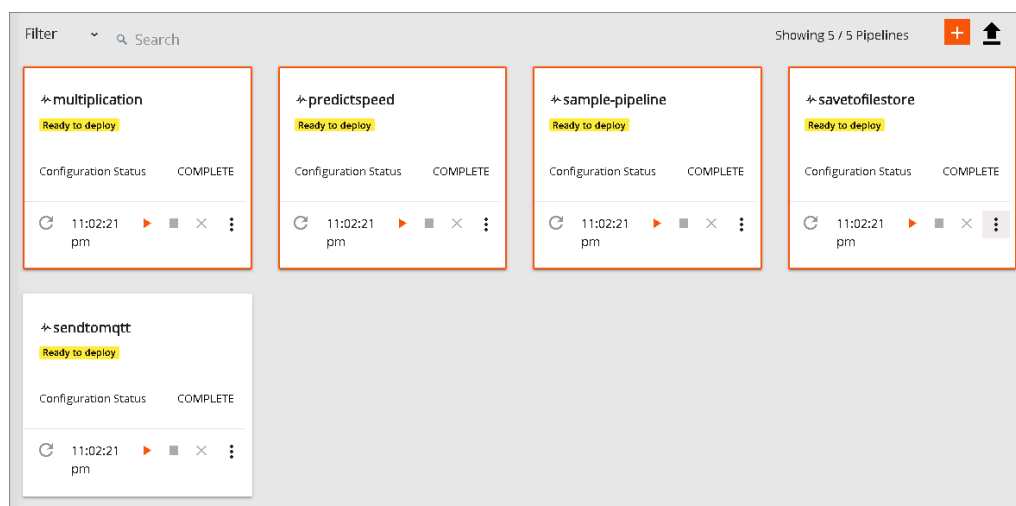 Filter Search Showing 5 / 5 Pipelines +
multiplication predictspeed sample-pipeline savetofilestore
Ready to deploy Ready to deploy Ready to deploy Ready to deploy
Configuration Status COMPLETE Configuration Status COMPLETE Configuration Status COMPLETE Configuration Status COMPLETE
11:02:21 11:02:21 11:02:21 11:02:21
pm pm pm pm
sendtomqtt
Ready to deploy
Configuration Status COMPLETE
11:02:21
pm